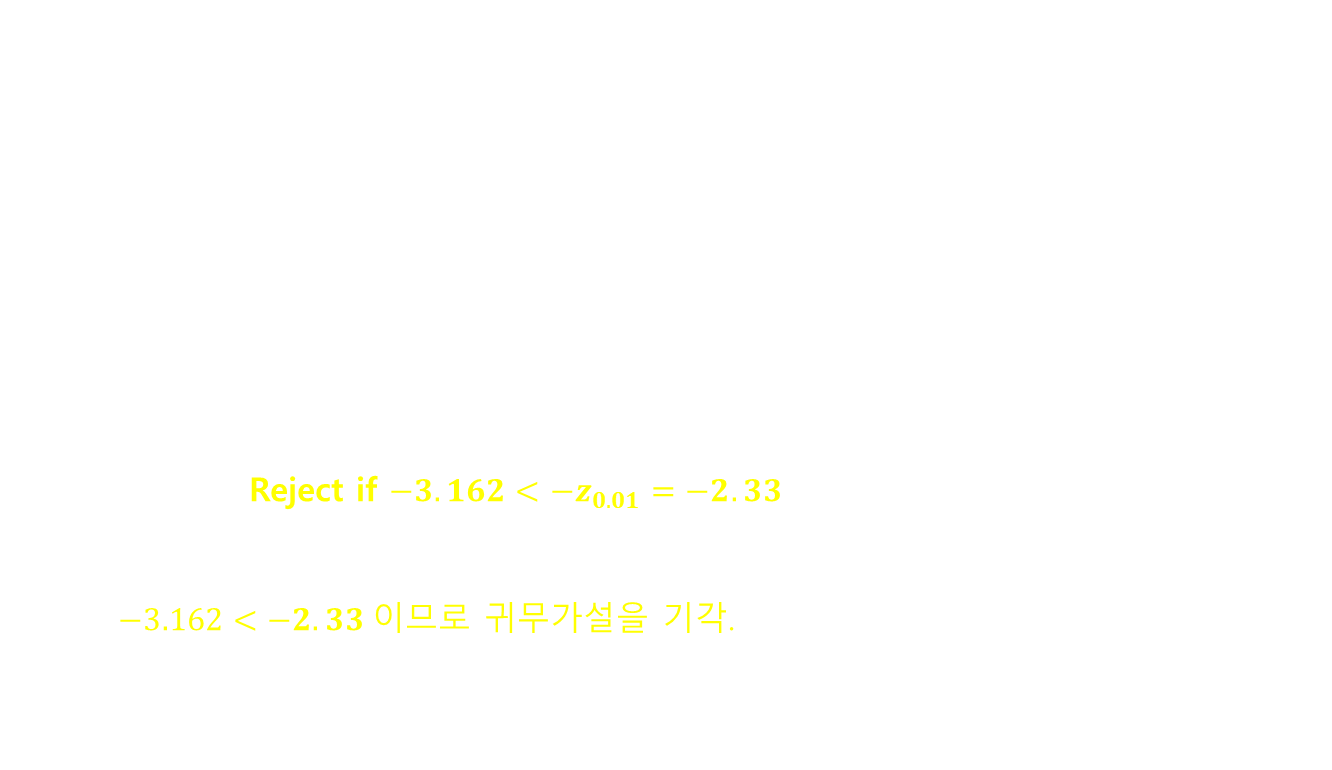 Reject if −3.162 < −z₀.₀₁ = −2.33
−3.162 < −2.33 이므로 귀무가설을 기각.